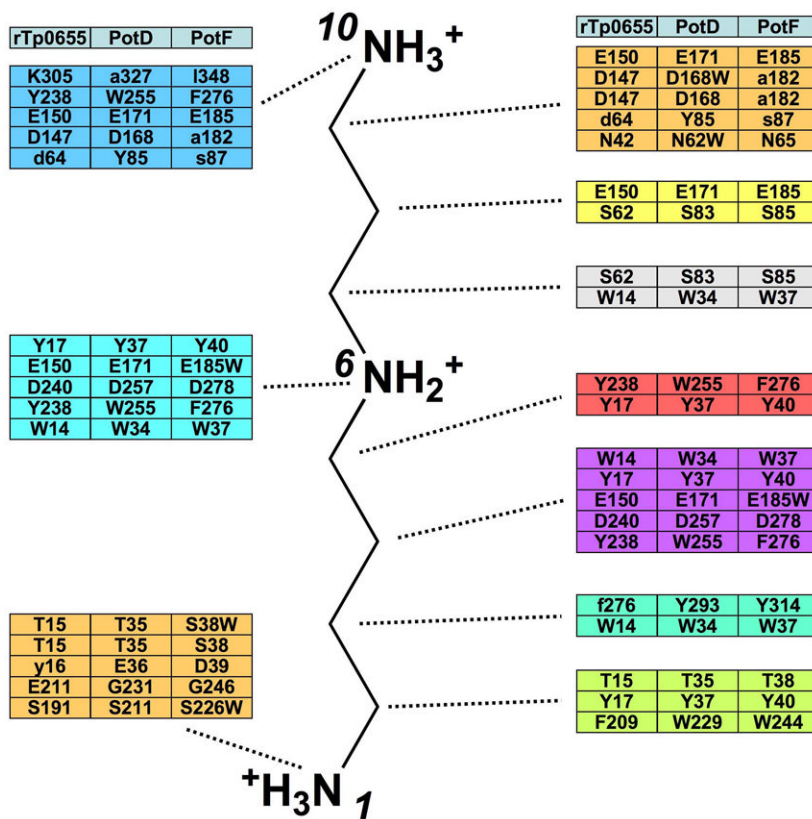 rTp0655 PotD PotF
K305 a327 I348
Y238 W255 F276
E150 E171 E185
D147 D168 a182
d64 Y85 s87
10
NH3+
rTp0655 PotD PotF
E150 E171 E185
D147 D168W a182
D147 D168 a182
d64 Y85 s87
N42 N62W N65
E150 E171 E185
S62 S83 S85
S62 S83 S85
W14 W34 W37
Y17 Y37 Y40
E150 E171 E185W
D240 D257 D278
Y238 W255 F276
W14 W34 W37
6
NH2+
Y238 W255 F276
Y17 Y37 Y40
W14 W34 W37
Y17 Y37 Y40
E150 E171 E185W
D240 D257 D278
Y238 W255 F276
f276 Y293 Y314
W14 W34 W37
T15 T35 S38W
T15 T35 S38
y16 E36 D39
E211 G231 G246
S191 S211 S226W
T15 T35 T38
Y17 Y37 Y40
F209 W229 W244
+H3N 1